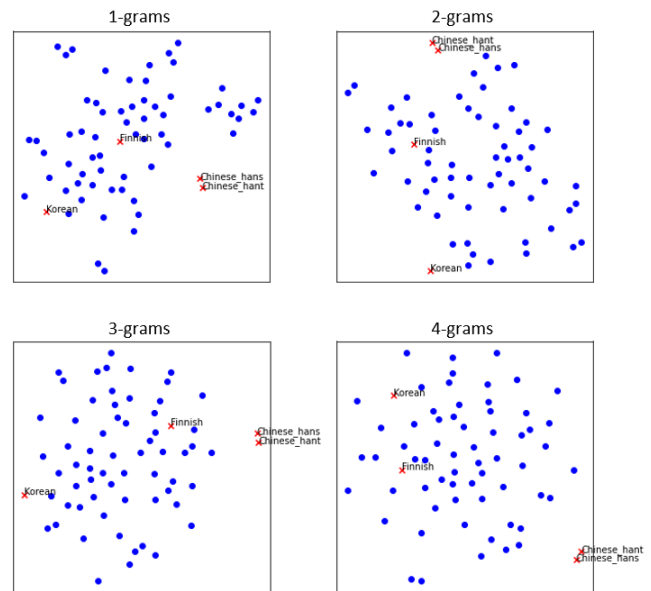 1-grams
2-grams
Finnish
Chinese_hans
Chinese_hant
Korean
Chinese_hant
Chinese_hans
Finnish
Korean
3-grams
4-grams
Finnish
Chinese_hans
Chinese_hant
Korean
Korean
Finnish
Chinese_hant
Chinese_hans